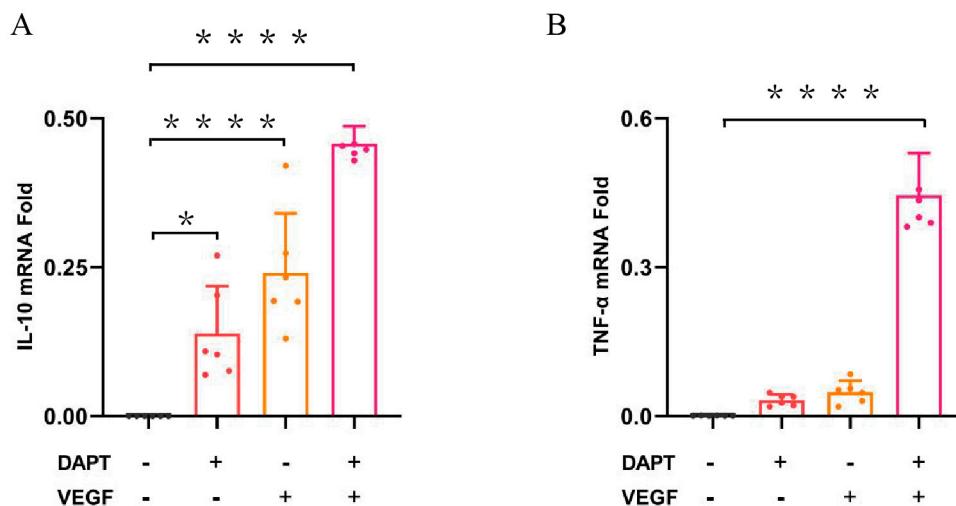 A
B
* * * *
* * * *
*
0.50
0.25
0.00
IL-10 mRNA Fold
DAPT - + - +
VEGF - - + +
* * * *
0.6
0.3
0.0
TNF-α mRNA Fold
DAPT - + - +
VEGF - - + +